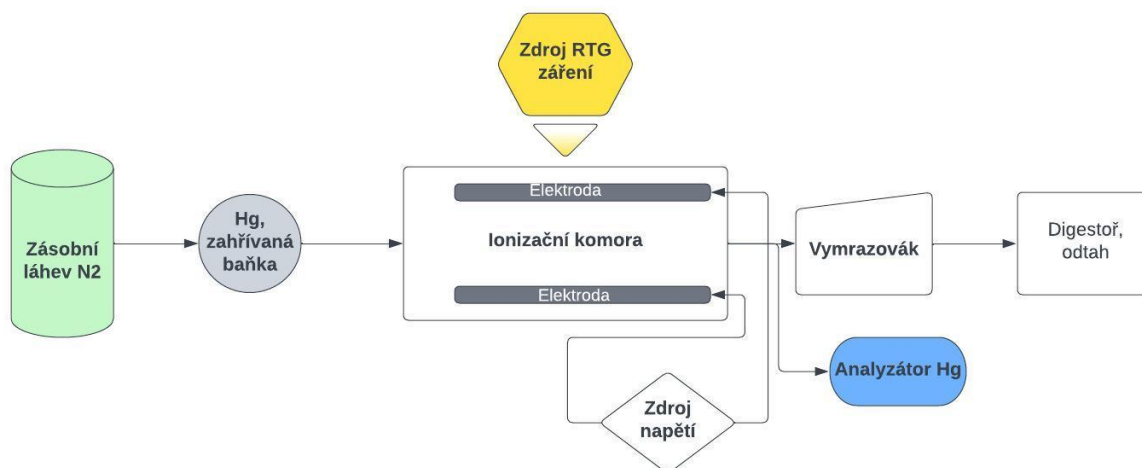 Zdroj RTG
záření
Zásobní
láhev N2
Hg,
zahřívaná
baňka
Elektroda
Ionizační komora
Elektroda
Vymrazovák
Digestoř,
odtah
Analyzátor Hg
Zdroj
napětí